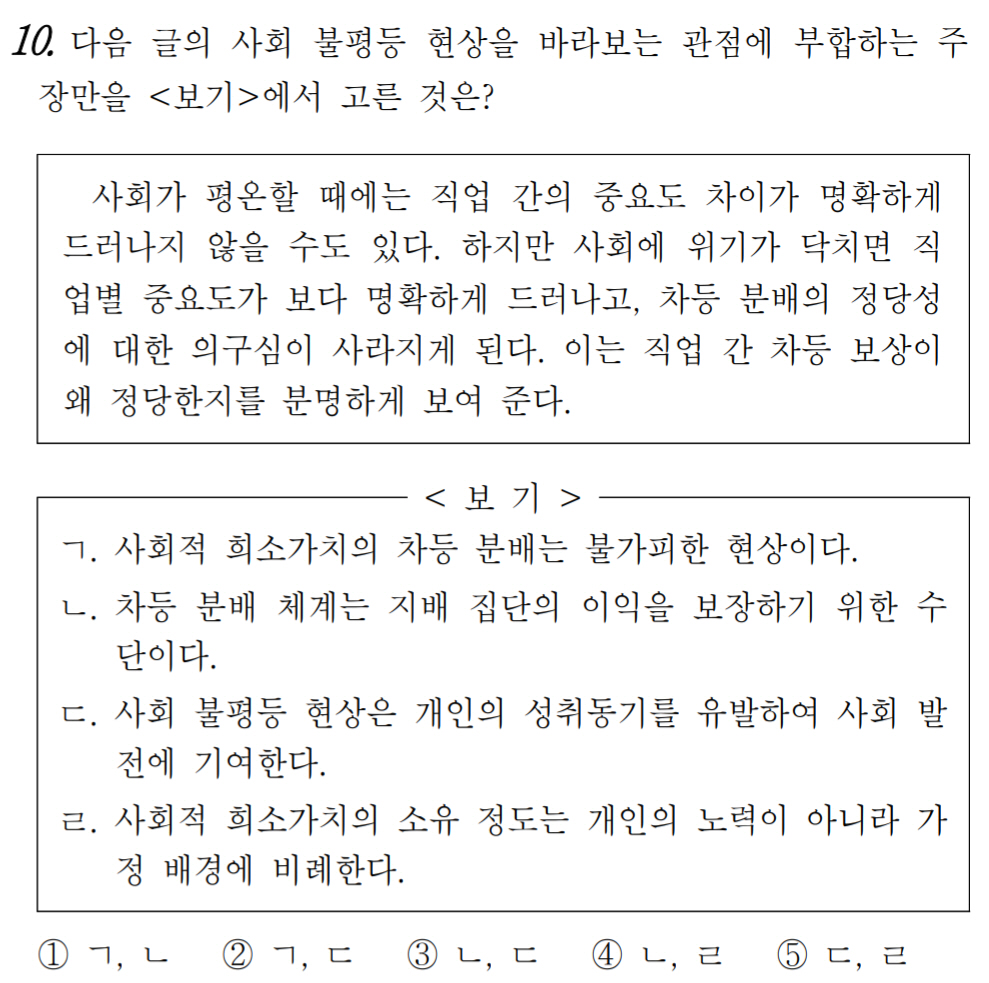 10. 다음 글의 사회 불평등 현상을 바라보는 관점에 부합하는 주
장만을 <보기>에서 고른 것은?
사회가 평온할 때에는 직업 간의 중요도 차이가 명확하게
드러나지 않을 수도 있다. 하지만 사회에 위기가 닥치면 직
업별 중요도가 보다 명확하게 드러나고, 차등 분배의 정당성
에 대한 의구심이 사라지게 된다. 이는 직업 간 차등 보상이
왜 정당한지를 분명하게 보여 준다.
< 보 기 >
ㄱ. 사회적 희소가치의 차등 분배는 불가피한 현상이다.
ㄴ. 차등 분배 체계는 지배 집단의 이익을 보장하기 위한 수
단이다.
ㄷ. 사회 불평등 현상은 개인의 성취동기를 유발하여 사회 발
전에 기여한다.
ㄹ. 사회적 희소가치의 소유 정도는 개인의 노력이 아니라 가
정 배경에 비례한다.
① ㄱ, ㄴ ② ㄱ, ㄷ ③ ㄴ, ㄷ ④ ㄴ, ㄹ ⑤ ㄷ, ㄹ